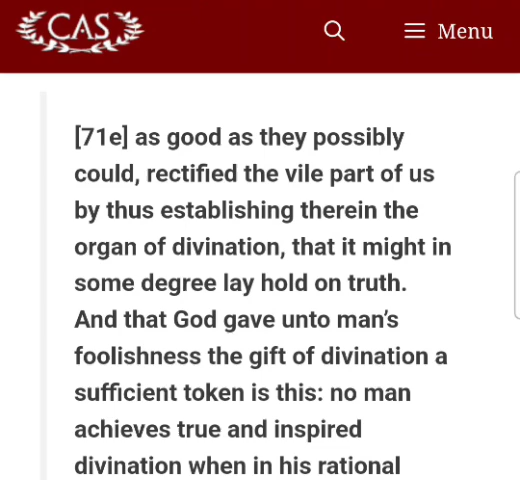 CAS
Menu
[71e] as good as they possibly
could, rectified the vile part of us
by thus establishing therein the
organ of divination, that it might in
some degree lay hold on truth.
And that God gave unto man’s
foolishness the gift of divination a
sufficient token is this: no man
achieves true and inspired
divination when in his rational